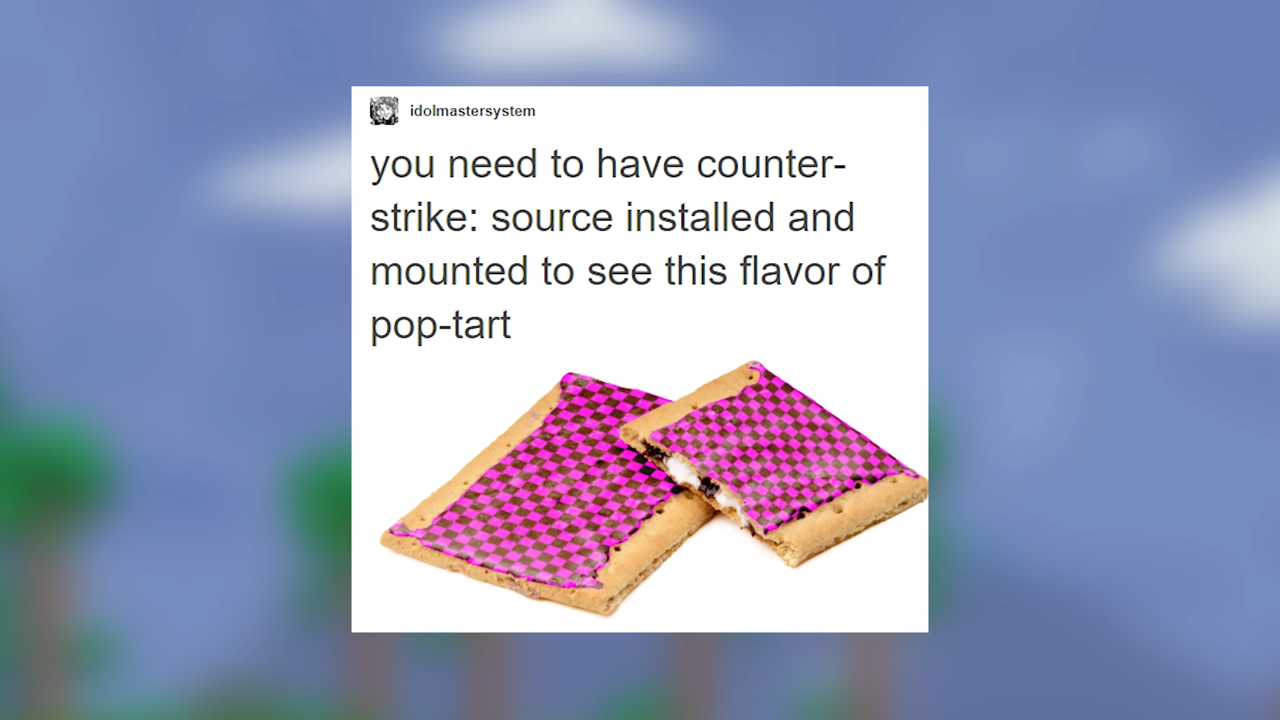 idolmastersystem
you need to have counter-
strike: source installed and
mounted to see this flavor of
pop-tart